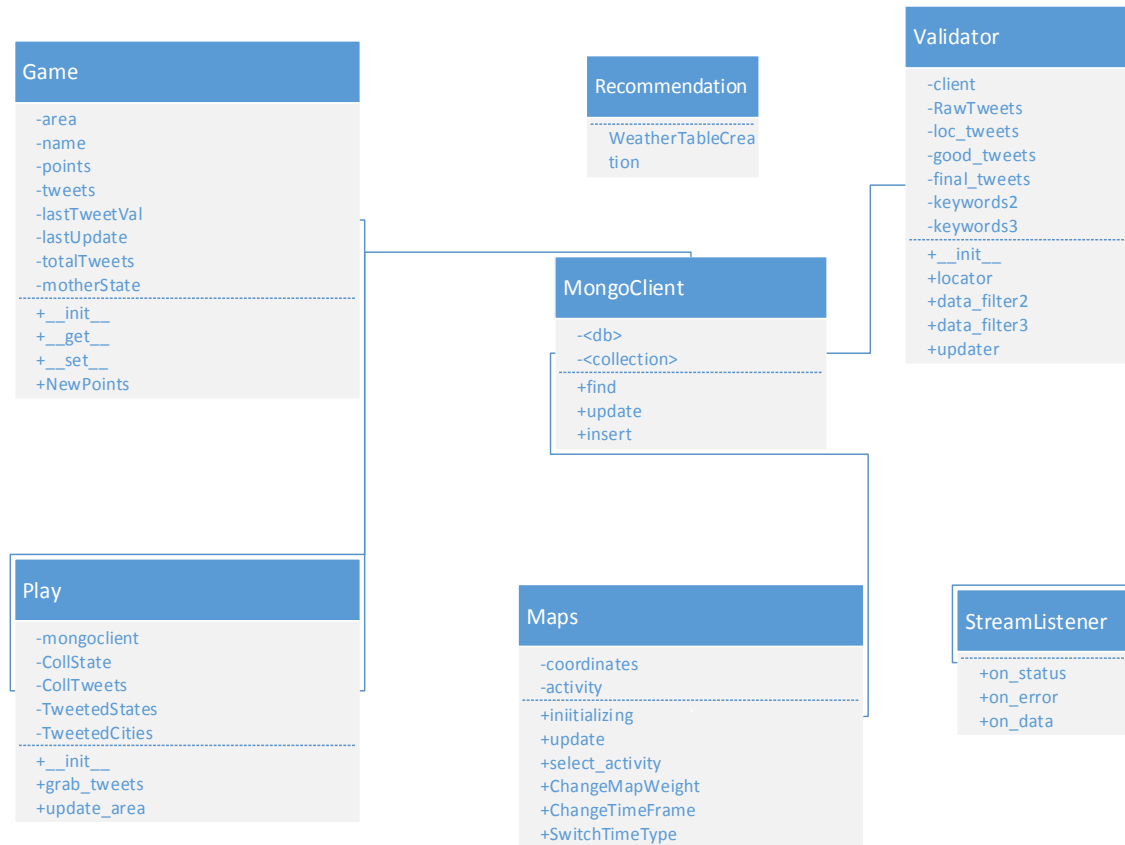 Game
-area
-name
-points
-tweets
-lastTweetVal
-lastUpdate
-totalTweets
-motherState
+__init__
+__get__
+__set__
+NewPoints
Recommendation
WeatherTableCrea
tion
Validator
-client
-RawTweets
-loc_tweets
-good_tweets
-final_tweets
-keywords2
-keywords3
+__init__
+locator
+data_filter2
+data_filter3
+updater
MongoClient
-<db>
-<collection>
+find
+update
+insert
Play
-mongoclient
-CollState
-CollTweets
-TweetedStates
-TweetedCities
+__init__
+grab_tweets
+update_area
Maps
-coordinates
-activity
+iniitializing
+update
+select_activity
+ChangeMapWeight
+ChangeTimeFrame
+SwitchTimeType
StreamListener
+on_status
+on_error
+on_data